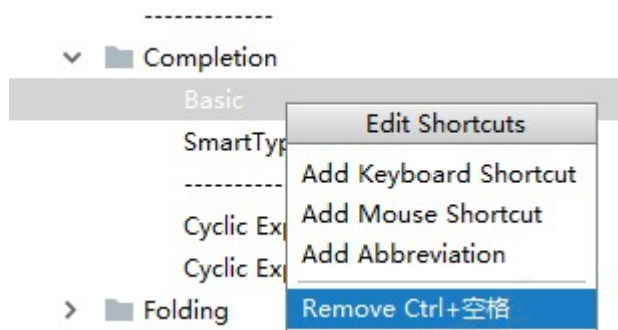 -------------
Completion
Basic
Edit Shortcuts
SmartTyp
Add Keyboard Shortcut
----------
Add Mouse Shortcut
Cyclic Exp
Add Abbreviation
Cyclic Exp
Folding
Remove Ctrl+空格